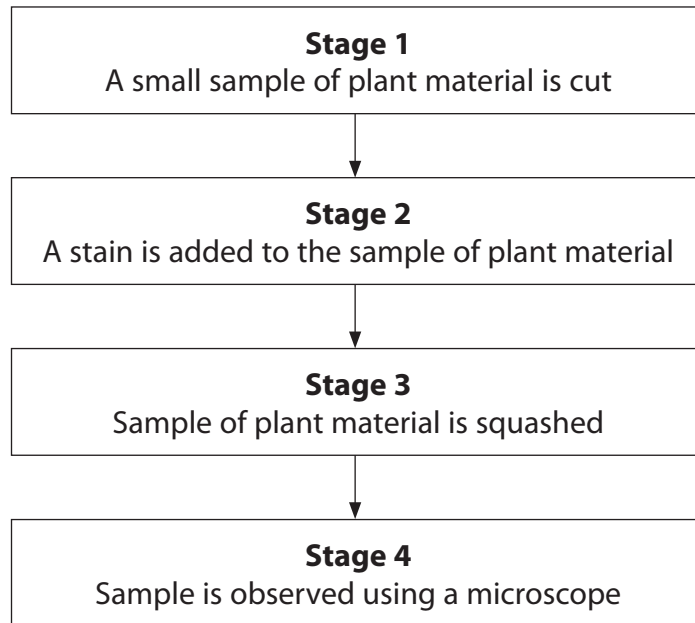 Stage 1
A small sample of plant material is cut
Stage 2
A stain is added to the sample of plant material
Stage 3
Sample of plant material is squashed
Stage 4
Sample is observed using a microscope